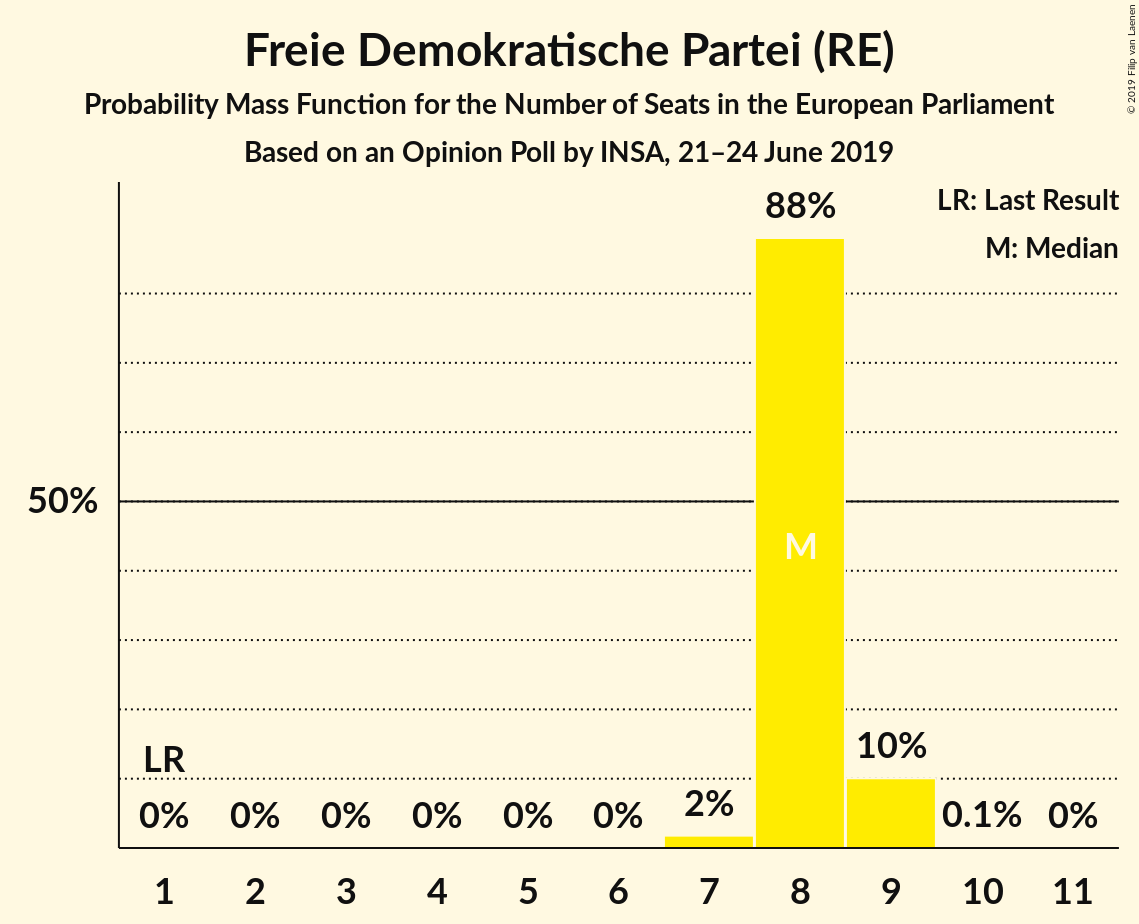 Freie Demokratische Partei (RE)
Probability Mass Function for the Number of Seats in the European Parliament
Based on an Opinion Poll by INSA, 21–24 June 2019
© 2019 Filip van Laenen
LR: Last Result
M: Median
88%
50%
M
LR
10%
2%
0% 0% 0% 0% 0% 0% 0.1% 0%
1 2 3 4 5 6 7 8 9 10 11